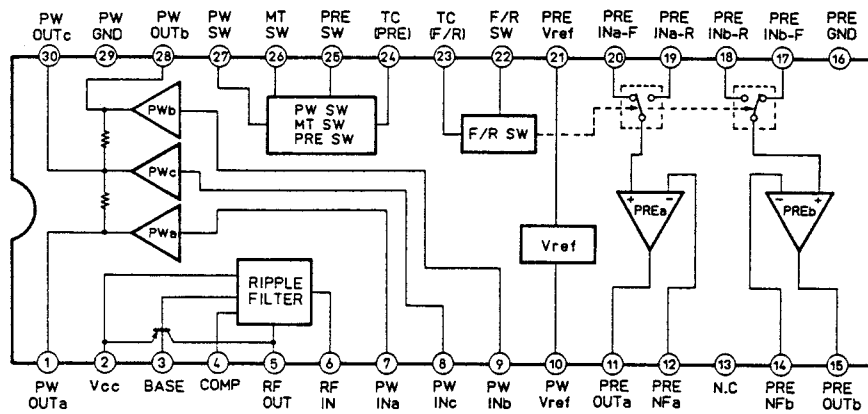 PW OUTc
PW GND
PW OUTb
PW SW
MT SW
PRE SW
TC (PRE)
TC (F/R)
F/R SW
PRE Vref
PRE INa-F
PRE INa-R
PRE INb-R
PRE INb-F
PRE GND
30 29 28 27 26 25 24 23 22 21 20 19 18 17 16
PWb
PW SW
MT SW
PRE SW
F/R SW
PWc
PWa
+ -
PREa
- +
PREb
Vref
RIPPLE
FILTER
1 2 3 4 5 6 7 8 9 10 11 12 13 14 15
PW OUTa
Vcc
BASE
COMP
RF OUT
RF IN
PW INa
PW INc
PW INb
PW Vref
PRE OUTa
PRE NFa
N.C
PRE NFb
PRE OUTb